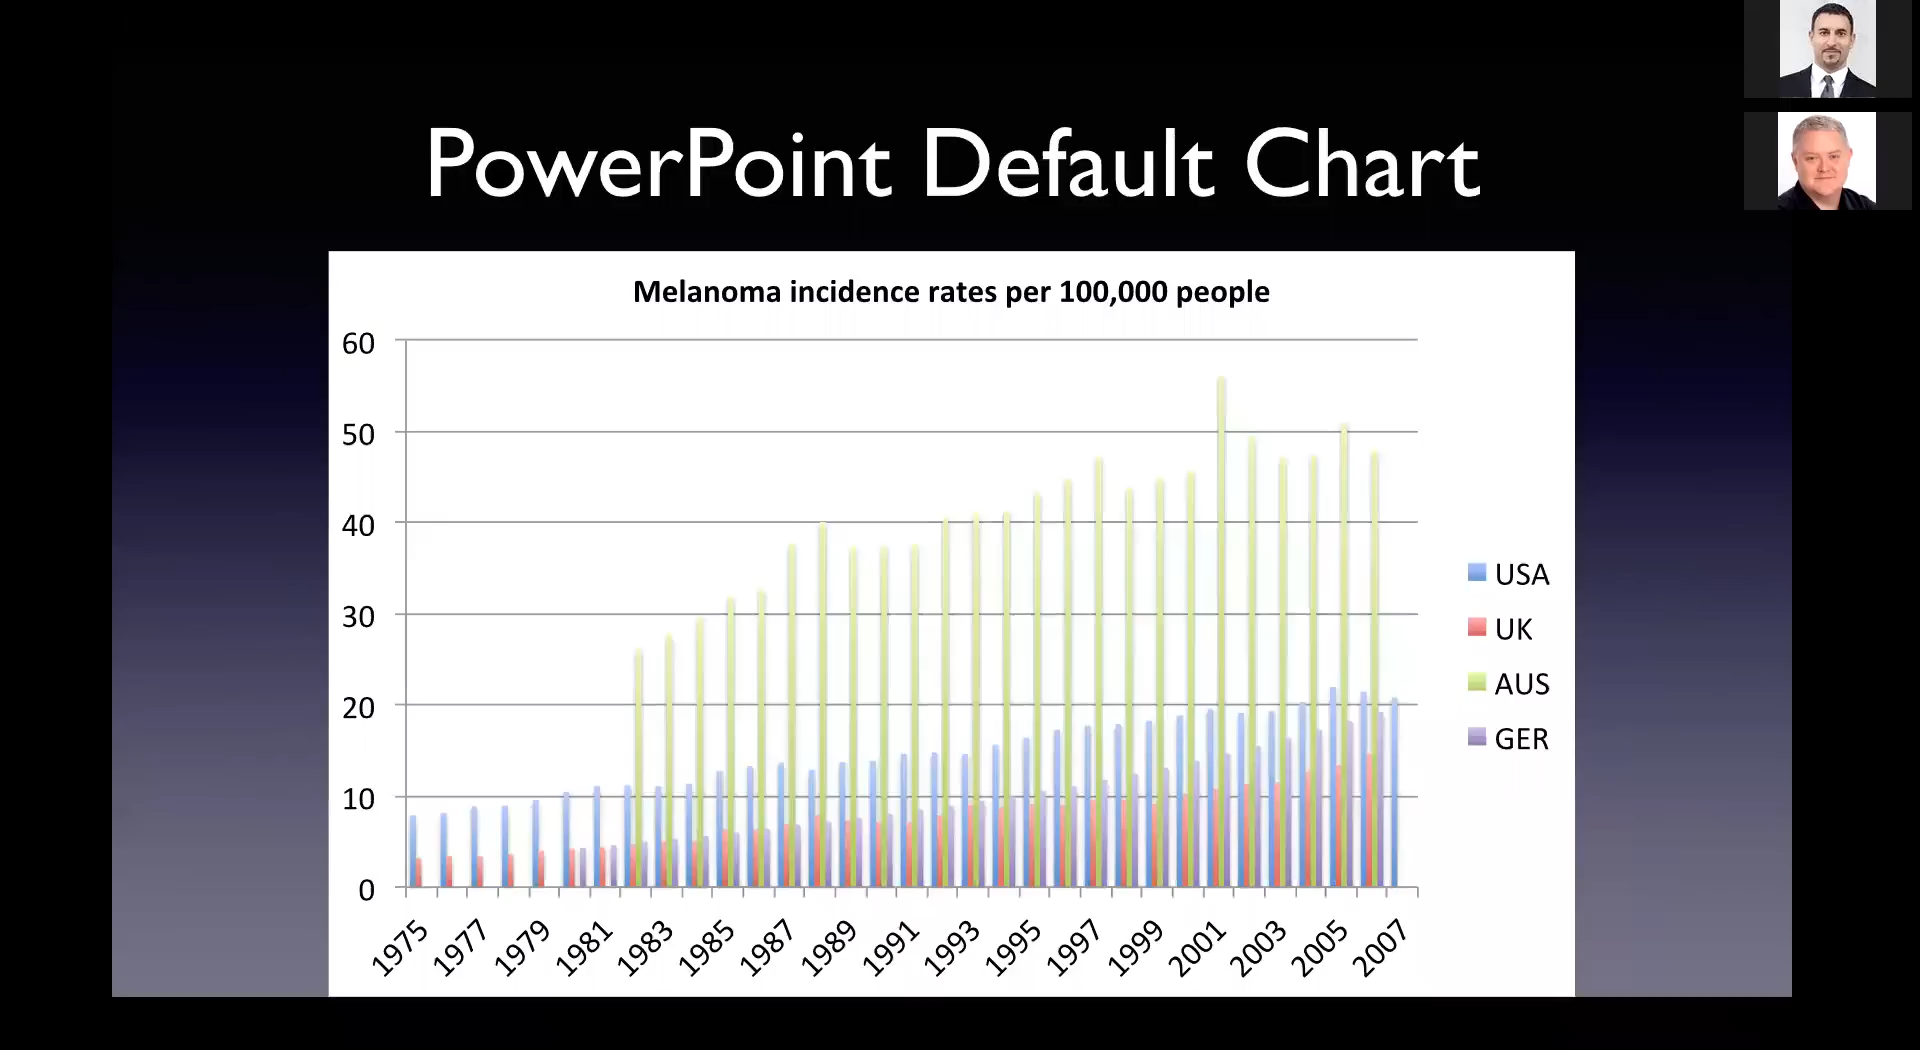 PowerPoint Default Chart
Melanoma incidence rates per 100,000 people
60
50
40
30
20
10
0
USA
UK
AUS
GER
1975 1977 1979 1981 1983 1985 1987 1989 1991 1993 1995 1997 1999 2001 2003 2005 2007